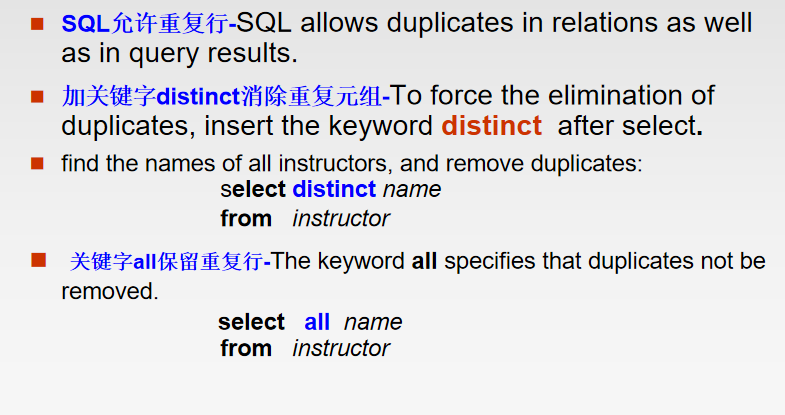 SQL允许重复行-SQL allows duplicates in relations as well
as in query results.
加关键字distinct消除重复元组-To force the elimination of
duplicates, insert the keyword distinct after select.
find the names of all instructors, and remove duplicates:
select distinct name
from instructor
关键字all保留重复行-The keyword all specifies that duplicates not be
removed.
select all name
from instructor